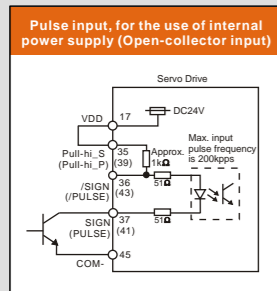 Pulse input, for the use of internal
power supply (Open-collector input)
Servo Drive
VDD
17
DC24V
Pull-hi_S
(Pull-hi_P)
35
(39)
Approx.
1kΩ
Max. input
pulse frequency
is 200kpps
/SIGN
(/PULSE)
36
(43)
51Ω
SIGN
(PULSE)
37
(41)
51Ω
COM-
45